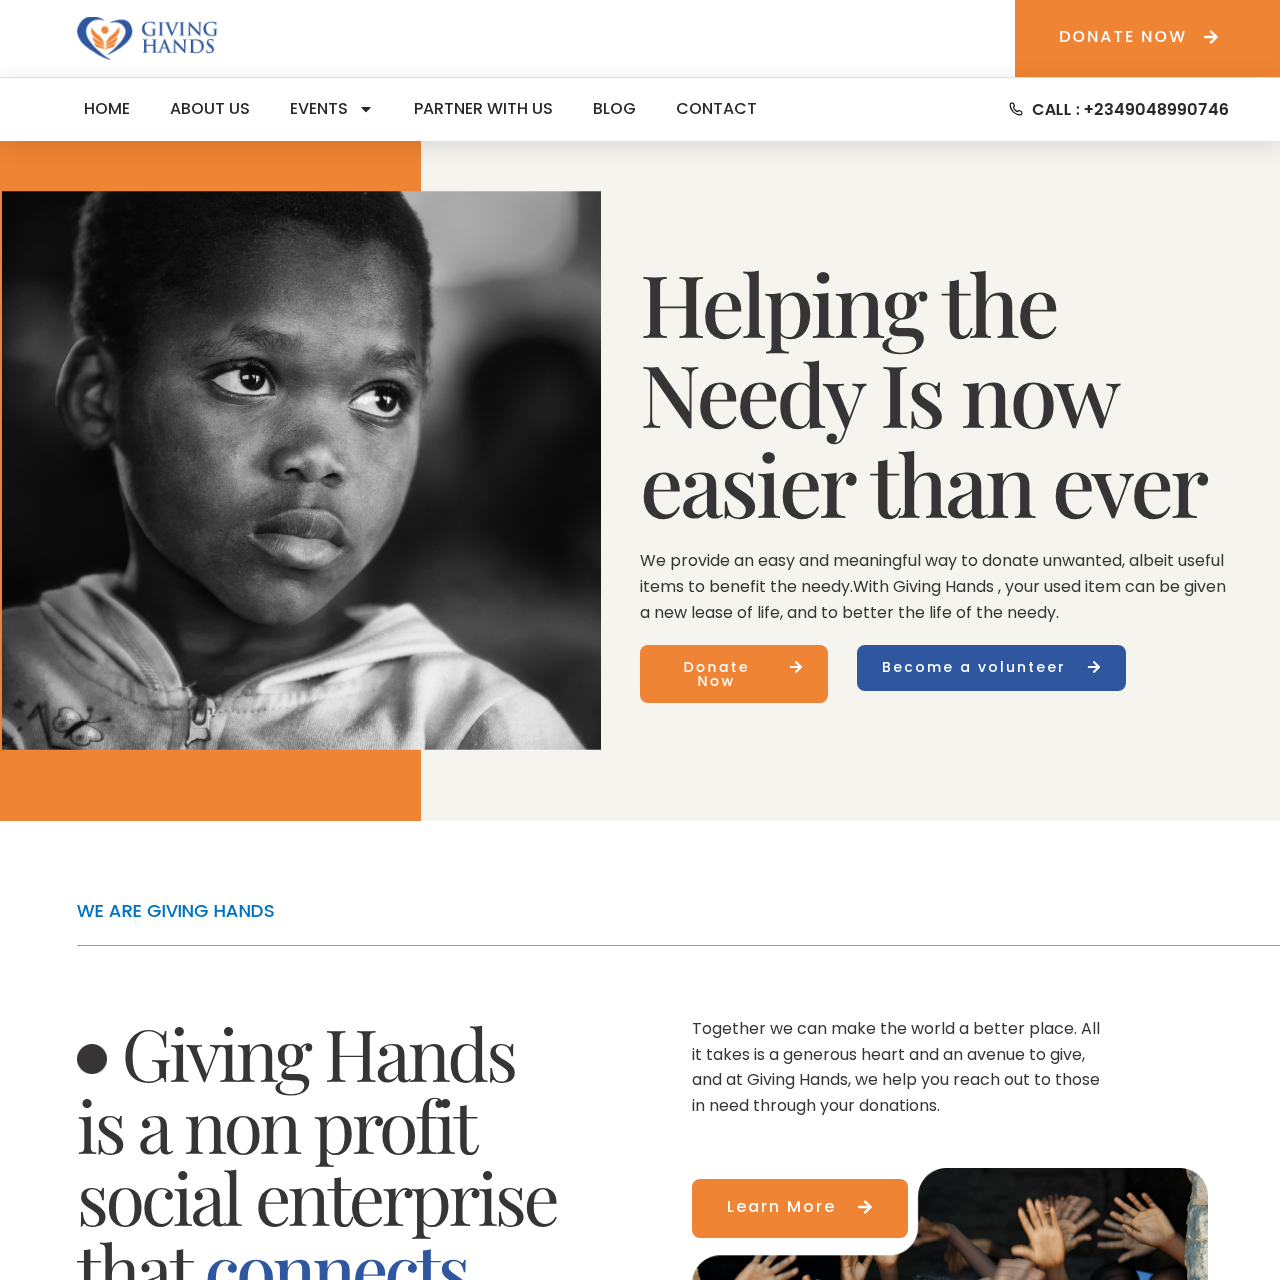 GIVING
HANDS
DONATE NOW
HOME
ABOUT US
EVENTS
PARTNER WITH US
BLOG
CONTACT
CALL : +2349048990746
Helping the
Needy Is now
easier than ever
We provide an easy and meaningful way to donate unwanted, albeit useful
items to benefit the needy.With Giving Hands , your used item can be given
a new lease of life, and to better the life of the needy.
Donate
Now
Become a volunteer
WE ARE GIVING HANDS
Giving Hands
is a non profit
social enterprise
that connects
Together we can make the world a better place. All
it takes is a generous heart and an avenue to give,
and at Giving Hands, we help you reach out to those
in need through your donations.
Learn More